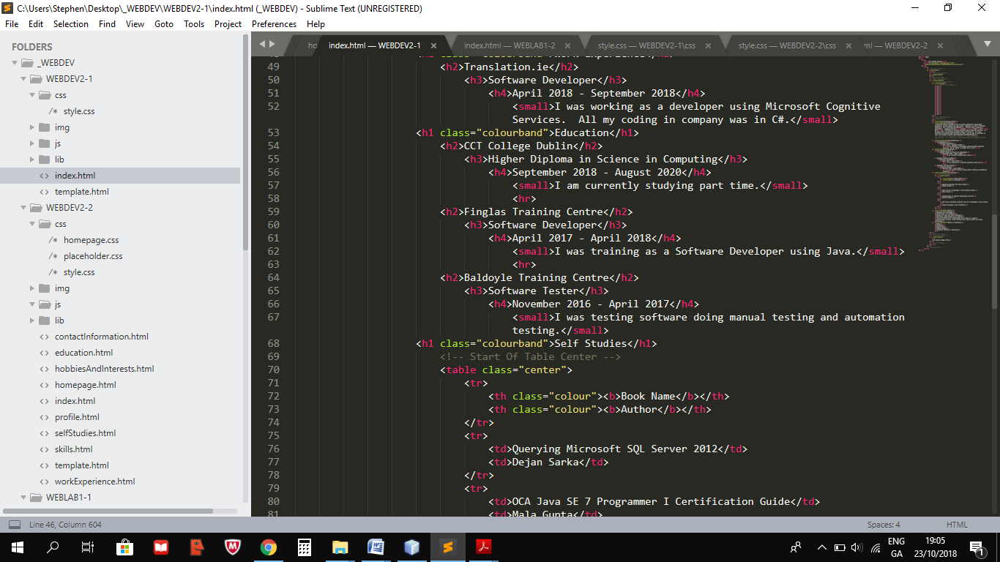 C:\Users\Stephen\Desktop\_WEBDEV\WEBDEV2-1\index.html (_WEBDEV) - Sublime Text (UNREGISTERED)
File Edit Selection Find View Goto Tools Project Preferences Help
FOLDERS
_WEBDEV
WEBDEV2-1
css
/* style.css
img
js
lib
<> index.html
<> template.html
WEBDEV2-2
css
/* homepage.css
/* placeholder.css
/* style.css
img
js
lib
<> contactInformation.html
<> education.html
<> hobbiesAndInterests.html
<> homepage.html
<> index.html
<> profile.html
<> selfStudies.html
<> skills.html
<> template.html
<> workExperience.html
WEBLAB1-1
ho index.html — WEBDEV2-1 × index.html — WEBLAB1-2 × style.css — WEBDEV2-1\css × style.css — WEBDEV2-2\css × ml — WEBDEV2-2 ×
49 <h2>Translation.ie</h2>
50 <h3>Software Developer</h3>
51 <h4>April 2018 - September 2018</h4>
52 <small>I was working as a developer using Microsoft Cognitive
Services.  All my coding in company was in C#.</small>
53 <h1 class="colourband">Education</h1>
54 <h2>CCT College Dublin</h2>
55 <h3>Higher Diploma in Science in Computing</h3>
56 <h4>September 2018 - August 2020</h4>
57 <small>I am currently studying part time.</small>
58 <hr>
59 <h2>Finglas Training Centre</h2>
60 <h3>Software Developer</h3>
61 <h4>April 2017 - April 2018</h4>
62 <small>I was training as a Software Developer using Java.</small>
63 <hr>
64 <h2>Baldoyle Training Centre</h2>
65 <h3>Software Tester</h3>
66 <h4>November 2016 - April 2017</h4>
67 <small>I was testing software doing manual testing and automation
testing.</small>
68 <h1 class="colourband">Self Studies</h1>
69 <!-- Start Of Table Center -->
70 <table class="center">
71 <tr>
72 <th class="colour"><b>Book Name</b></th>
73 <th class="colour"><b>Author</b></th>
74 </tr>
75 <tr>
76 <td>Querying Microsoft SQL Server 2012</td>
77 <td>Dejan Sarka</td>
78 </tr>
79 <tr>
80 <td>OCA Java SE 7 Programmer I Certification Guide</td>
81 <td>Mala Gupta</td>
Line 46, Column 604 Spaces: 4 HTML
ENG
GA
19:05
23/10/2018
1